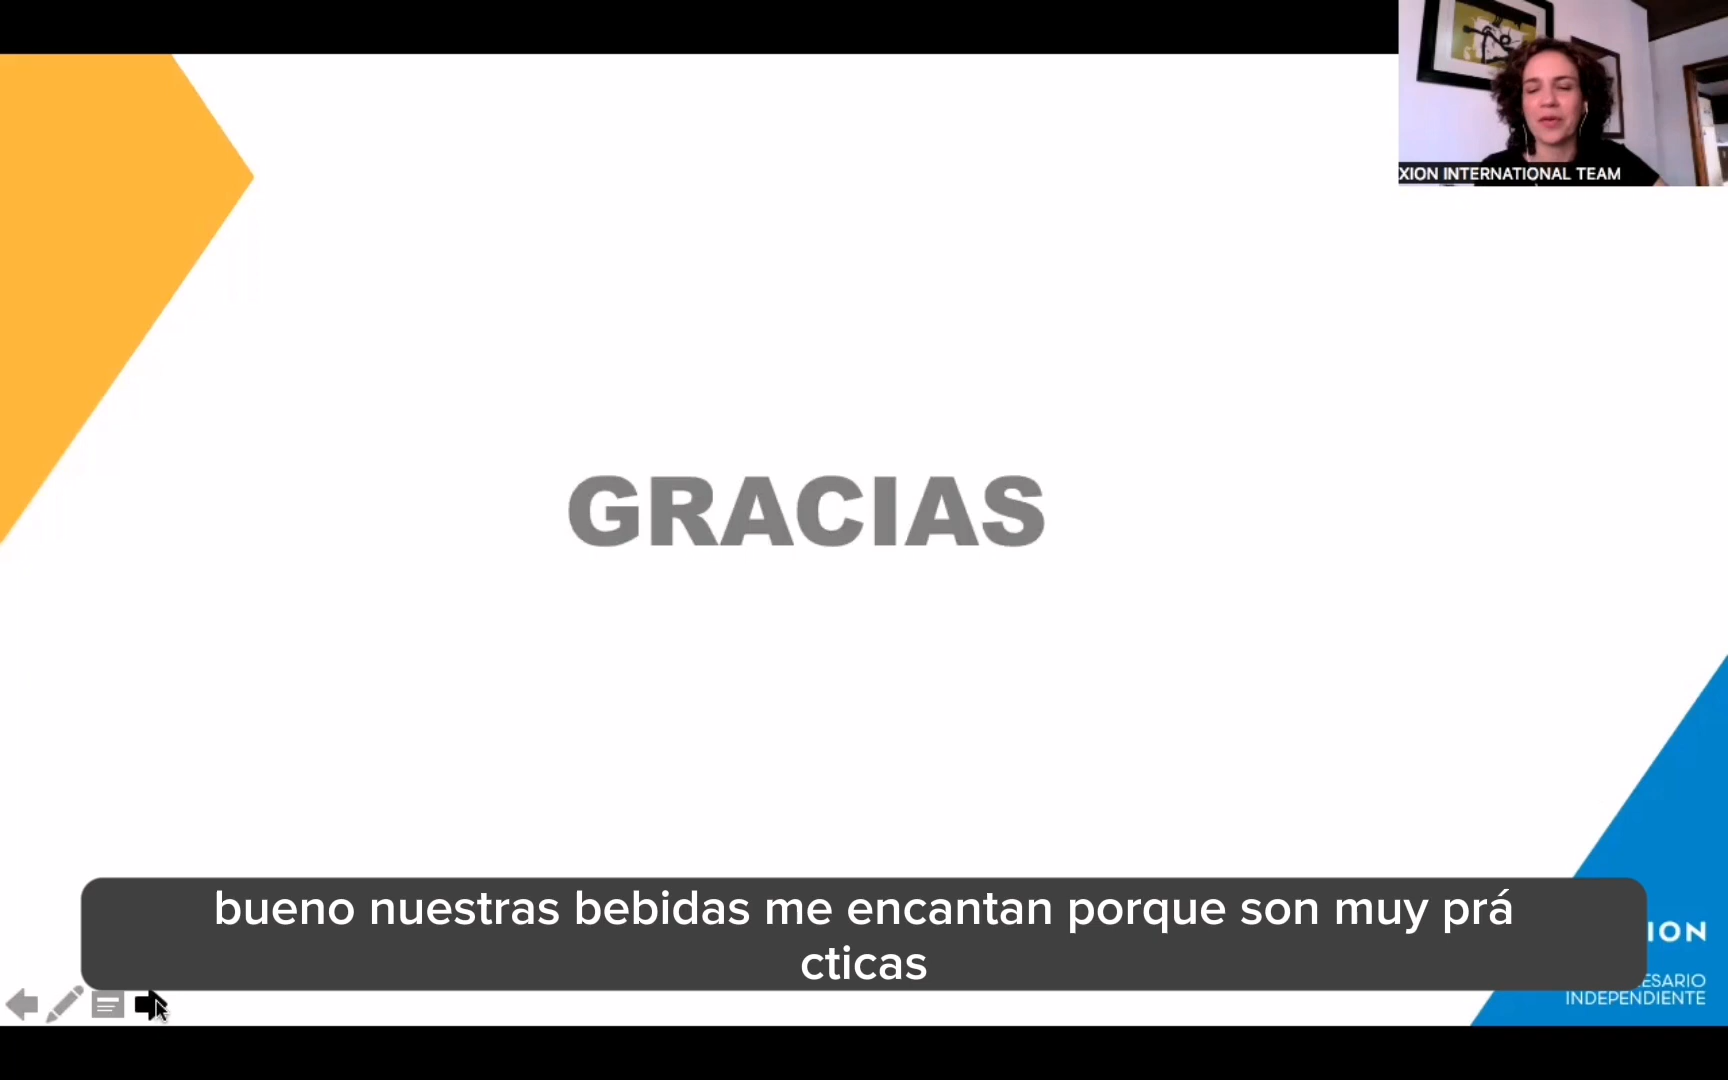 XION INTERNATIONAL TEAM
GRACIAS
bueno nuestras bebidas me encantan porque son muy prá
cticas
ION
ESARIO
INDEPENDIENTE